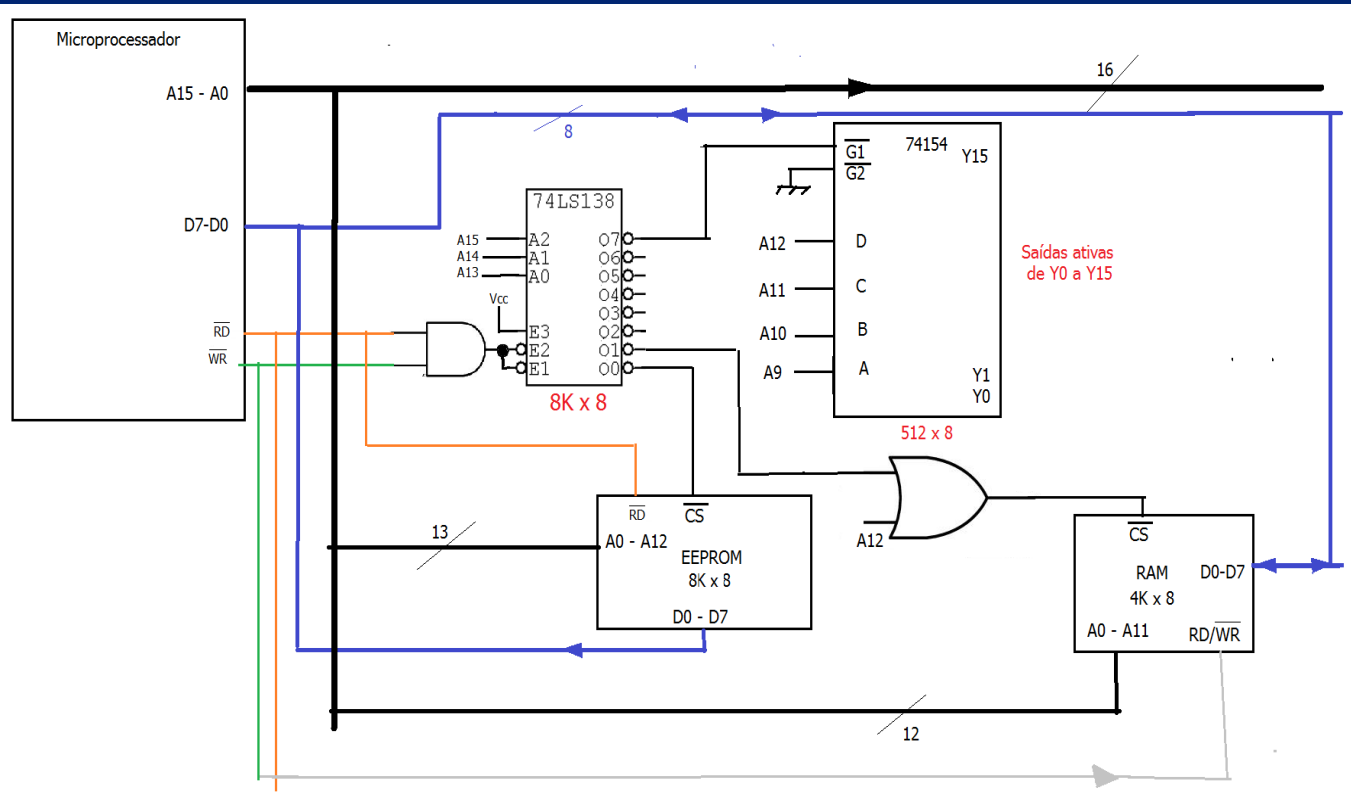 Microprocessador
A15 - A0
16
8
D7-D0
RD
WR
74LS138
A15
A14
A13
A2
A1
A0
Vcc
E3
E2
E1
O7
O6
O5
O4
O3
O2
O1
O0
8K x 8
74154
G1
G2
Y15
A12
D
A11
C
A10
B
A9
A
Y1
Y0
512 x 8
Saídas ativas
de Y0 a Y15
13
RD
CS
A0 - A12
EEPROM
8K x 8
D0 - D7
A12
CS
RAM
4K x 8
D0-D7
A0 - A11
RD/WR
12